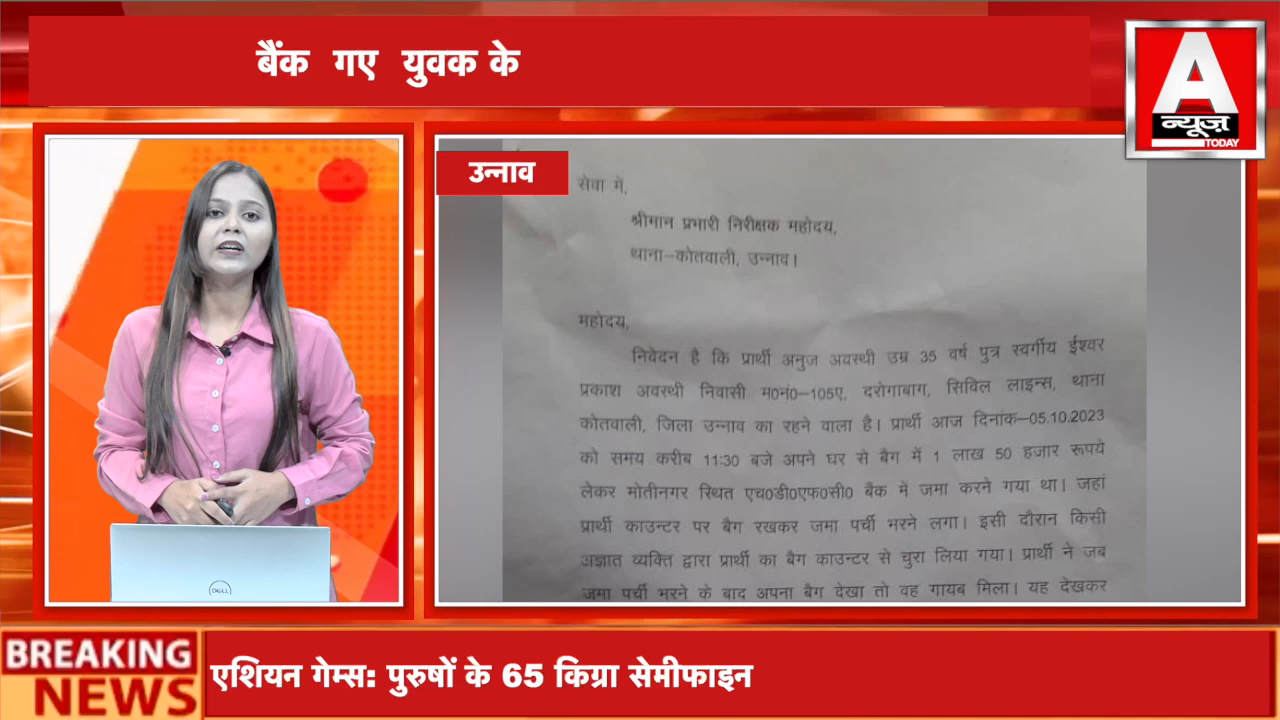 बैंक गए युवक के
A
न्यूज़
TODAY
उन्नाव
सेवा में,
श्रीमान प्रभारी निरीक्षक महोदय,
थाना–कोतवाली, उन्नाव।
महोदय,
निवेदन है कि प्रार्थी अनुज अवस्थी उम्र 35 वर्ष पुत्र स्वर्गीय ईश्वर
प्रकाश अवस्थी निवासी म0नं0–105ए, दरोगाबाग, सिविल लाइन्स, थाना
कोतवाली, जिला उन्नाव का रहने वाला है। प्रार्थी आज दिनांक–05.10.2023
को समय करीब 11:30 बजे अपने घर से बैग में 1 लाख 50 हजार रूपये
लेकर मोतीनगर स्थित एच0डी0एफ0सी0 बैंक में जमा करने गया था। जहां
प्रार्थी काउन्टर पर बैग रखकर जमा पर्ची भरने लगा। इसी दौरान किसी
अज्ञात व्यक्ति द्वारा प्रार्थी का बैग काउन्टर से चुरा लिया गया। प्रार्थी ने जब
जमा पर्ची भरने के बाद अपना बैग देखा तो वह गायब मिला। यह देखकर
DELL
BREAKING
NEWS
एशियन गेम्स: पुरुषों के 65 किग्रा सेमीफाइन